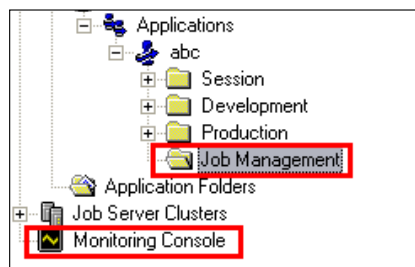 Applications
abc
Session
Development
Production
Job Management
Application Folders
Job Server Clusters
Monitoring Console